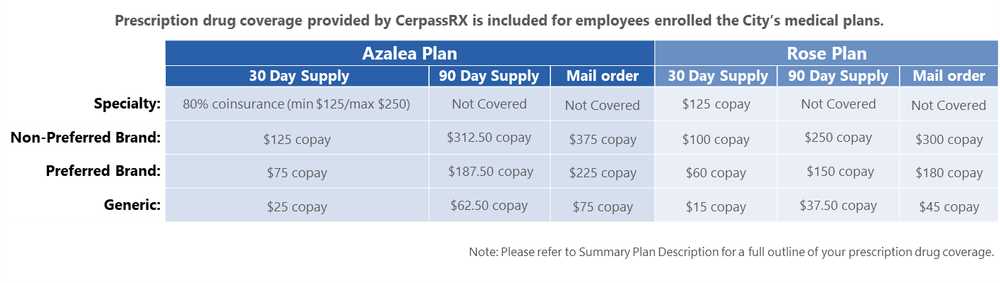 Prescription drug coverage provided by CerpassRX is included for employees enrolled the City's medical plans.
Azalea Plan Rose Plan
30 Day Supply 90 Day Supply Mail order 30 Day Supply 90 Day Supply Mail order
Specialty: 80% coinsurance (min $125/max $250) Not Covered Not Covered $125 copay Not Covered Not Covered
Non-Preferred Brand: $125 copay $312.50 copay $375 copay $100 copay $250 copay $300 copay
Preferred Brand: $75 copay $187.50 copay $225 copay $60 copay $150 copay $180 copay
Generic: $25 copay $62.50 copay $75 copay $15 copay $37.50 copay $45 copay
Note: Please refer to Summary Plan Description for a full outline of your prescription drug coverage.